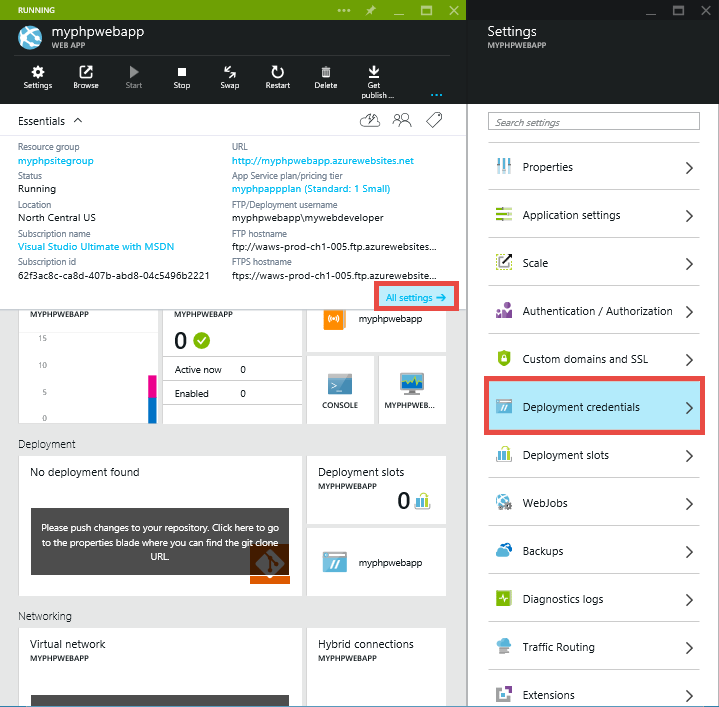 RUNNING
myphpwebapp
WEB APP
Settings
Browse
Start
Stop
Swap
Restart
Delete
Get
publish...
Essentials
Resource group
myphpsitegroup
Status
Running
Location
North Central US
Subscription name
Visual Studio Ultimate with MSDN
Subscription id
62f3ac8c-ca8d-407b-abd8-04c5496b2221
URL
http://myphpwebapp.azurewebsites.net
App Service plan/pricing tier
myphpappplan (Standard: 1 Small)
FTP/Deployment username
myphpwebapp\mywebdeveloper
FTP hostname
ftp://waws-prod-ch1-005.ftp.azurewebsites...
FTPS hostname
ftps://waws-prod-ch1-005.ftp.azurewebsite...
All settings
MYPHPWEBAPP
15
10
5
0
MYPHPWEBAPP
0
Active now 0
Enabled 0
myphpwebapp
CONSOLE
MYPHPWEB...
Deployment
No deployment found
Please push changes to your repository. Click here to go
to the properties blade where you can find the git clone
URL.
Deployment slots
MYPHPWEBAPP
0
myphpwebapp
Networking
Virtual network
MYPHPWEBAPP
Hybrid connections
MYPHPWEBAPP
Settings
MYPHPWEBAPP
Search settings
Properties
Application settings
Scale
Authentication / Authorization
Custom domains and SSL
Deployment credentials
Deployment slots
WebJobs
Backups
Diagnostics logs
Traffic Routing
Extensions